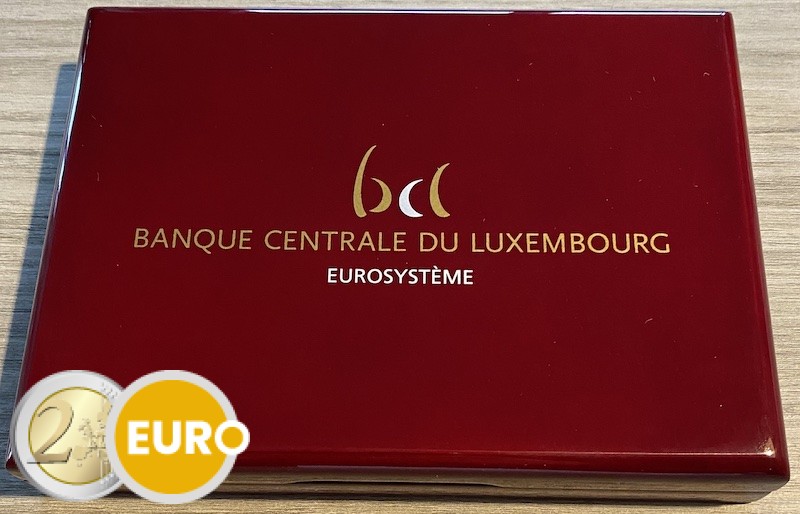 bcl
BANQUE CENTRALE DU LUXEMBOURG
EUROSYSTÈME
2 EURO